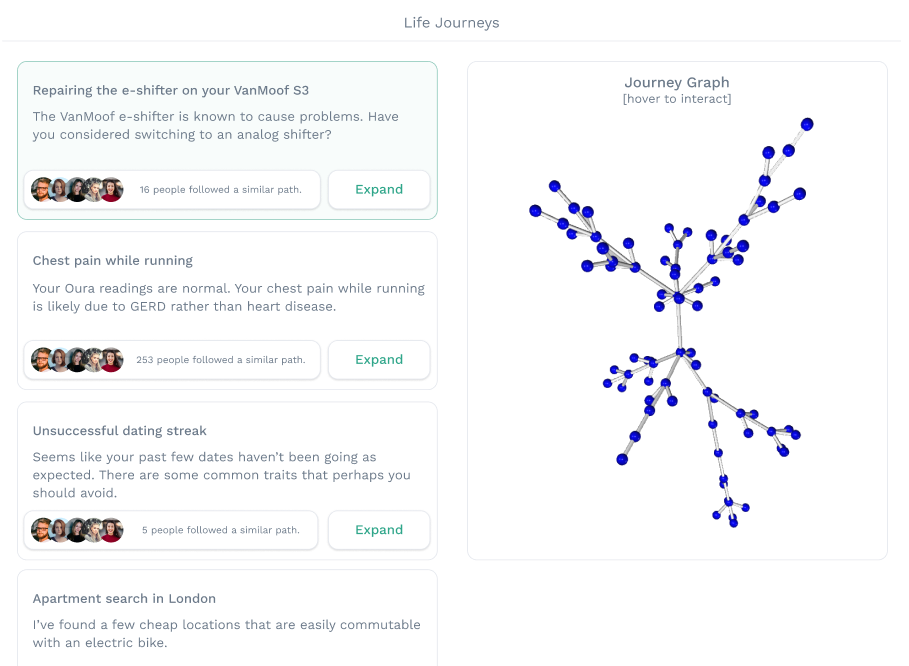 Life Journeys
Repairing the e-shifter on your VanMoof S3
The VanMoof e-shifter is known to cause problems. Have
you considered switching to an analog shifter?
16 people followed a similar path.
Expand
Chest pain while running
Your Oura readings are normal. Your chest pain while running
is likely due to GERD rather than heart disease.
253 people followed a similar path.
Expand
Unsuccessful dating streak
Seems like your past few dates haven’t been going as
expected. There are some common traits that perhaps you
should avoid.
5 people followed a similar path.
Expand
Apartment search in London
I’ve found a few cheap locations that are easily commutable
with an electric bike.
Journey Graph
[hover to interact]